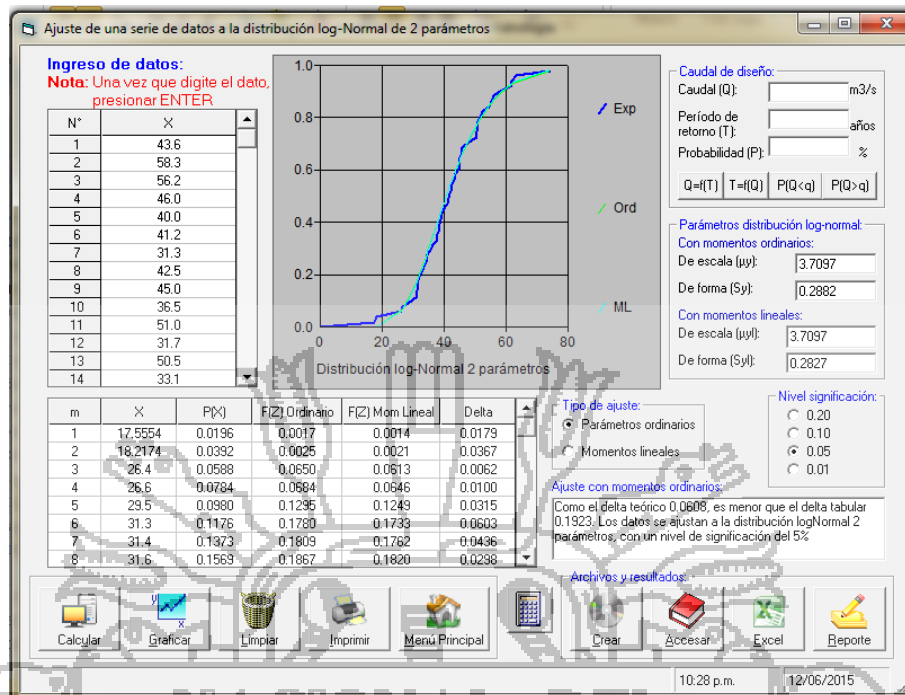 Ajuste de una serie de datos a la distribución log-Normal de 2 parámetros
Ingreso de datos:
Nota: Una vez que digite el dato,
presionar ENTER
N° X
1 43.6
2 58.3
3 56.2
4 46.0
5 40.0
6 41.2
7 31.3
8 42.5
9 45.0
10 36.5
11 51.0
12 31.7
13 50.5
14 33.1
1.0
0.8
0.6
0.4
0.2
0.0
0 20 40 60 80
Distribución log-Normal 2 parámetros
Exp
Ord
ML
Caudal de diseño:
Caudal (Q): m3/s
Período de
retorno (T): años
Probabilidad (P): %
Q=f(T) T=f(Q) P(Q<q) P(Q>q)
Parámetros distribución log-normal:
Con momentos ordinarios:
De escala (μy): 3.7097
De forma (Sy): 0.2882
Con momentos lineales:
De escala (μyl): 3.7097
De forma (Syl): 0.2827
m X P(X) F(Z) Ordinario F(Z) Mom Lineal Delta
1 17.5554 0.0196 0.0017 0.0014 0.0179
2 18.2174 0.0392 0.0025 0.0021 0.0367
3 26.4 0.0588 0.0650 0.0613 0.0062
4 26.6 0.0784 0.0684 0.0646 0.0100
5 29.5 0.0980 0.1295 0.1249 0.0315
6 31.3 0.1176 0.1780 0.1733 0.0603
7 31.4 0.1373 0.1809 0.1762 0.0436
8 31.6 0.1569 0.1867 0.1820 0.0298
Tipo de ajuste:
Parámetros ordinarios
Momentos lineales
Nivel significación:
0.20
0.10
0.05
0.01
Ajuste con momentos ordinarios:
Como el delta teórico 0.0608, es menor que el delta tabular
0.1923. Los datos se ajustan a la distribución logNormal 2
parámetros, con un nivel de significación del 5%
Archivos y resultados:
Calcular Graficar Limpiar Imprimir Menú Principal Crear Accesar Excel Reporte
10:28 p.m. 12/06/2015